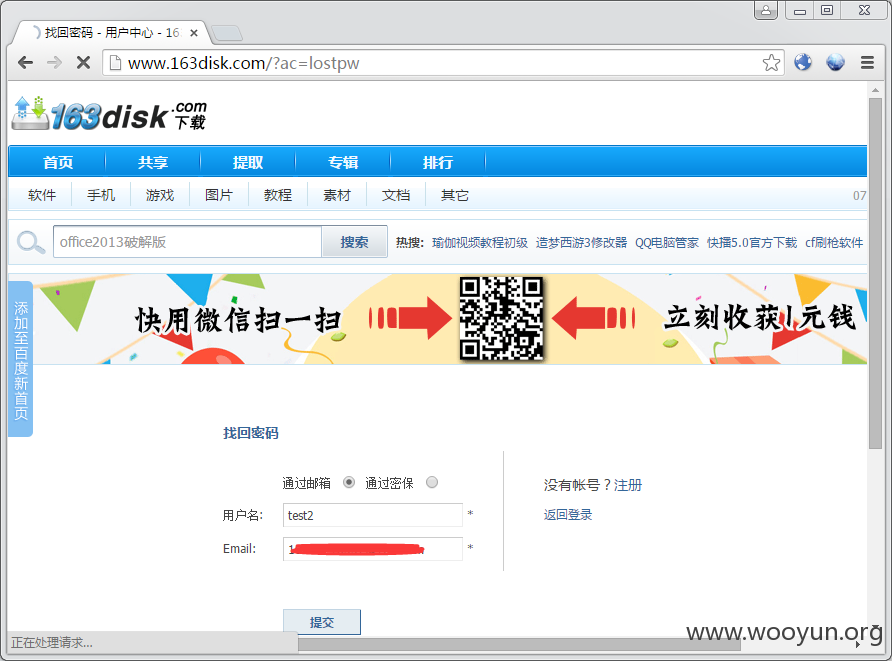 找回密码 - 用户中心 - 16
www.163disk.com/?ac=lostpw
163disk.com
下载
首页 共享 提取 专辑 排行
软件 手机 游戏 图片 教程 素材 文档 其它 07
office2013破解版 搜索 热搜: 瑜伽视频教程初级 造梦西游3修改器 QQ电脑管家 快播5.0官方下载 cf刷枪软件
添加至百度新首页
快用微信扫一扫 立刻收获1元钱
找回密码
通过邮箱 通过密保
没有帐号？注册
用户名: test2 *
返回登录
Email: 1 *
提交
正在处理请求...
www.wooyun.org